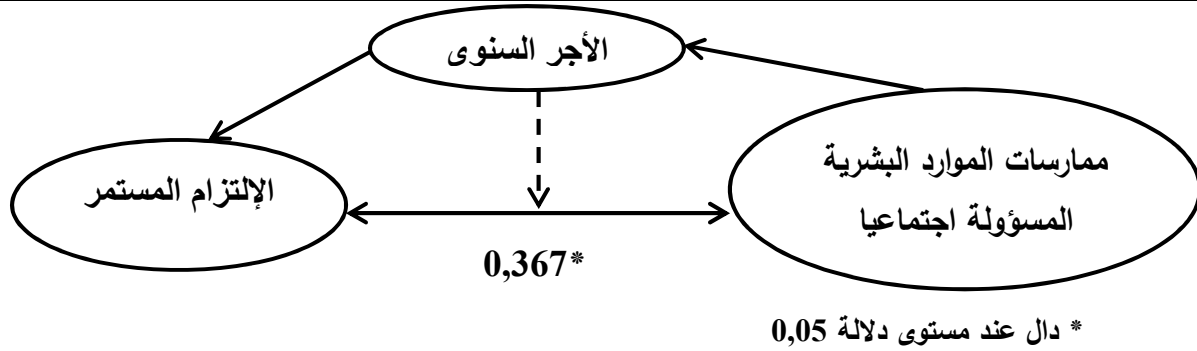 الأجر السنوى
ممارسات الموارد البشرية
المسؤولة اجتماعيا
الإلتزام المستمر
0,367*
* دال عند مستوى دلالة 0,05